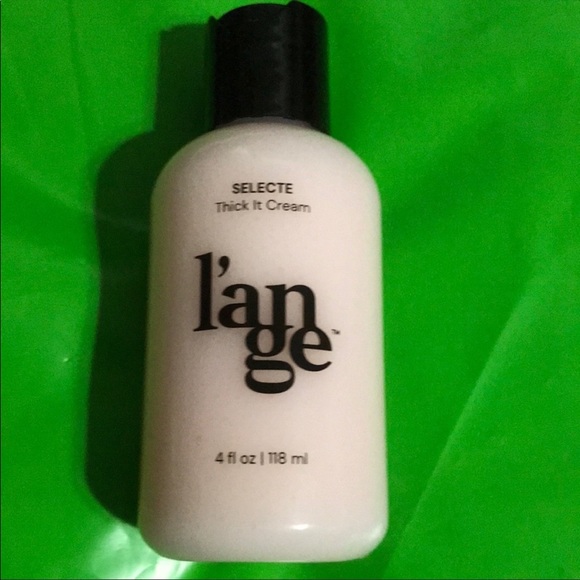 SELECTE
Thick It Cream
l'an
ge™
4 fl oz | 118 ml